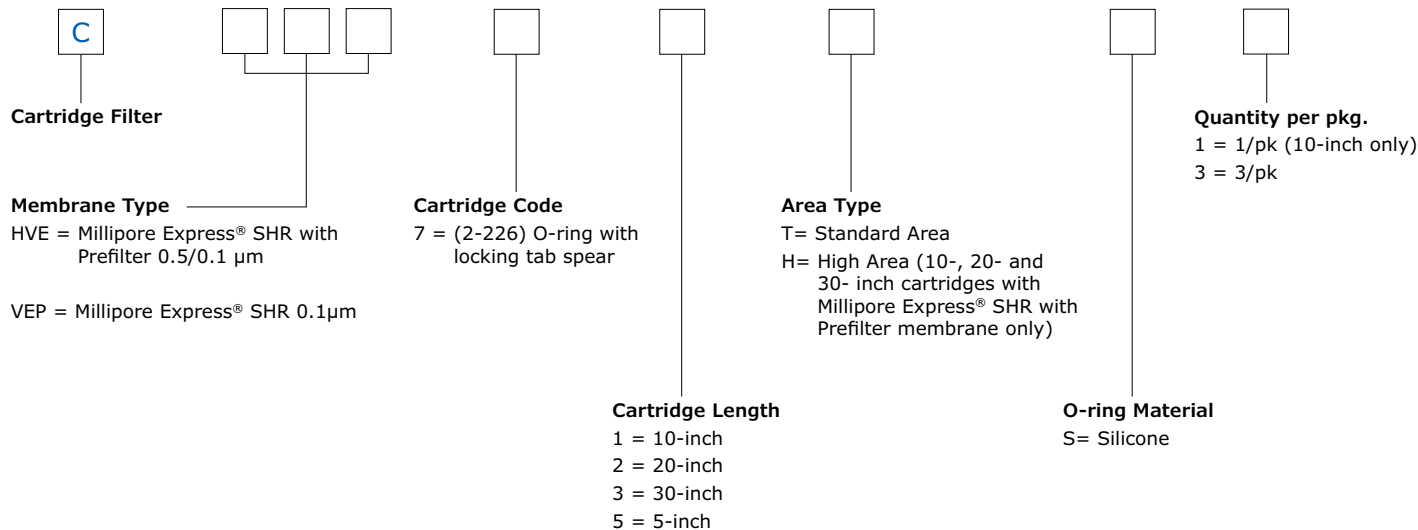 C
Cartridge Filter
Quantity per pkg.
1 = 1/pk (10-inch only)
3 = 3/pk
Membrane Type
HVE = Millipore Express® SHR with
Prefilter 0.5/0.1 µm
VEP = Millipore Express® SHR 0.1µm
Cartridge Code
7 = (2-226) O-ring with
locking tab spear
Area Type
T= Standard Area
H= High Area (10-, 20- and
30- inch cartridges with
Millipore Express® SHR with
Prefilter membrane only)
Cartridge Length
1 = 10-inch
2 = 20-inch
3 = 30-inch
5 = 5-inch
O-ring Material
S= Silicone